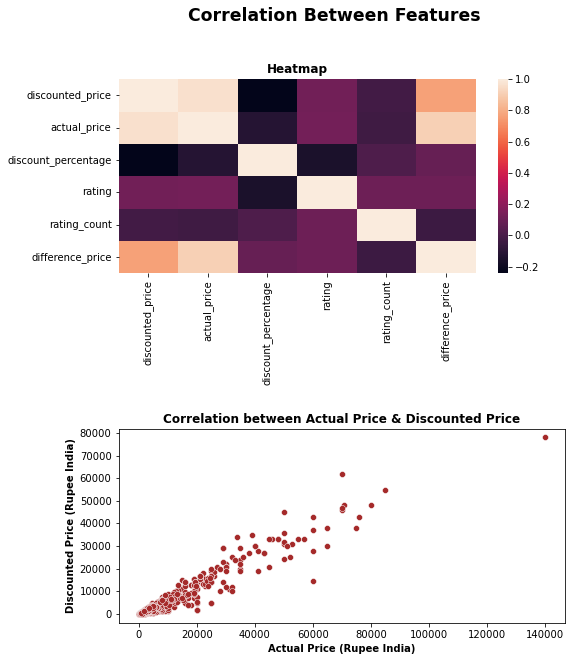 Correlation Between Features
Heatmap
discounted_price
actual_price
discount_percentage
rating
rating_count
difference_price
1.0
0.8
0.6
0.4
0.2
0.0
−0.2
discounted_price
actual_price
discount_percentage
rating
rating_count
difference_price
Correlation between Actual Price & Discounted Price
Discounted Price (Rupee India)
80000
70000
60000
50000
40000
30000
20000
10000
0
0 20000 40000 60000 80000 100000 120000 140000
Actual Price (Rupee India)